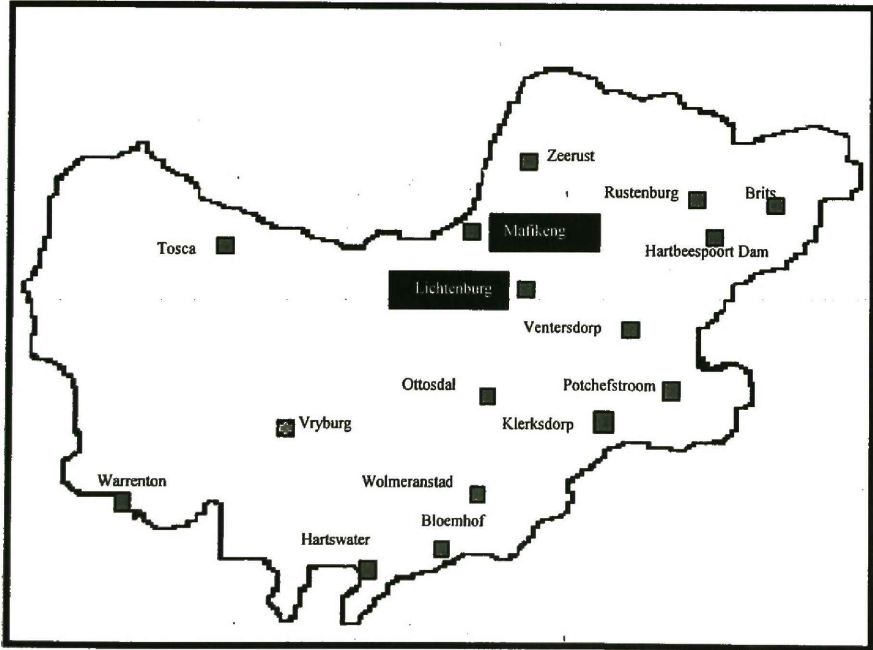 Zeerust
Rustenburg
Brits
Mafikeng
Tosca
Hartbeespoort Dam
Lichtenburg
Ventersdorp
Ottosdal
Potchefstroom
Vryburg
Klerksdorp
Warrenton
Wolmeranstad
Bloemhof
Hartswater